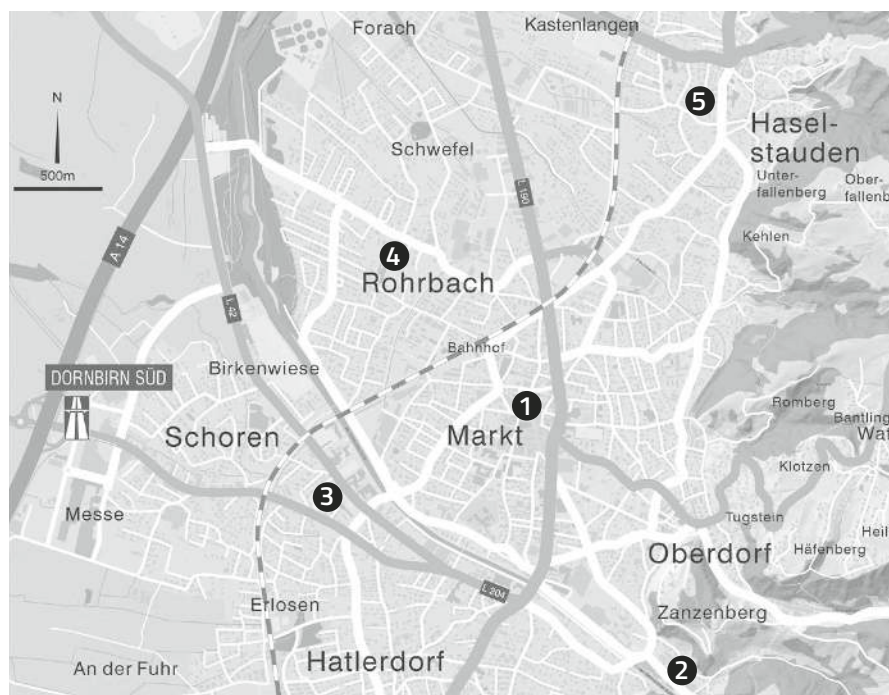 Forach
Kastenlangen
N
500m
Schwefel
5
Hasel-
stauden
Unter-
fallenberg
Ober-
fallenb
Kehlen
A 14
L 190
4
Rohrbach
L 42
Bahnhof
Birkenwiese
DORNBIRN SÜD
1
Schoren
Markt
Romberg
Bantling
Wat
Klotzen
3
Messe
Tugstein
Heil
Häfenberg
Oberdorf
L 204
Erlosen
Zanzenberg
An der Fuhr
Hatlerdorf
2